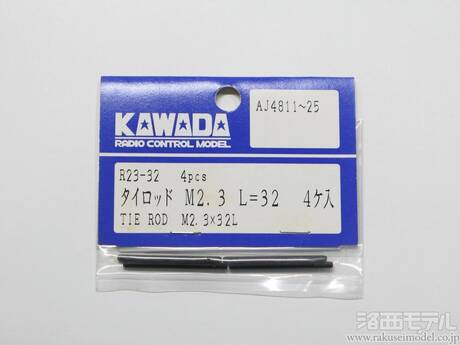 KAWADA
RADIO CONTROL MODEL
AJ4811~25
R23-32 4pcs
タイロッド M2.3 L=32 4ケ入
TIE ROD M2.3×32L
洛西モデル
www.rakuseimodel.co.jp